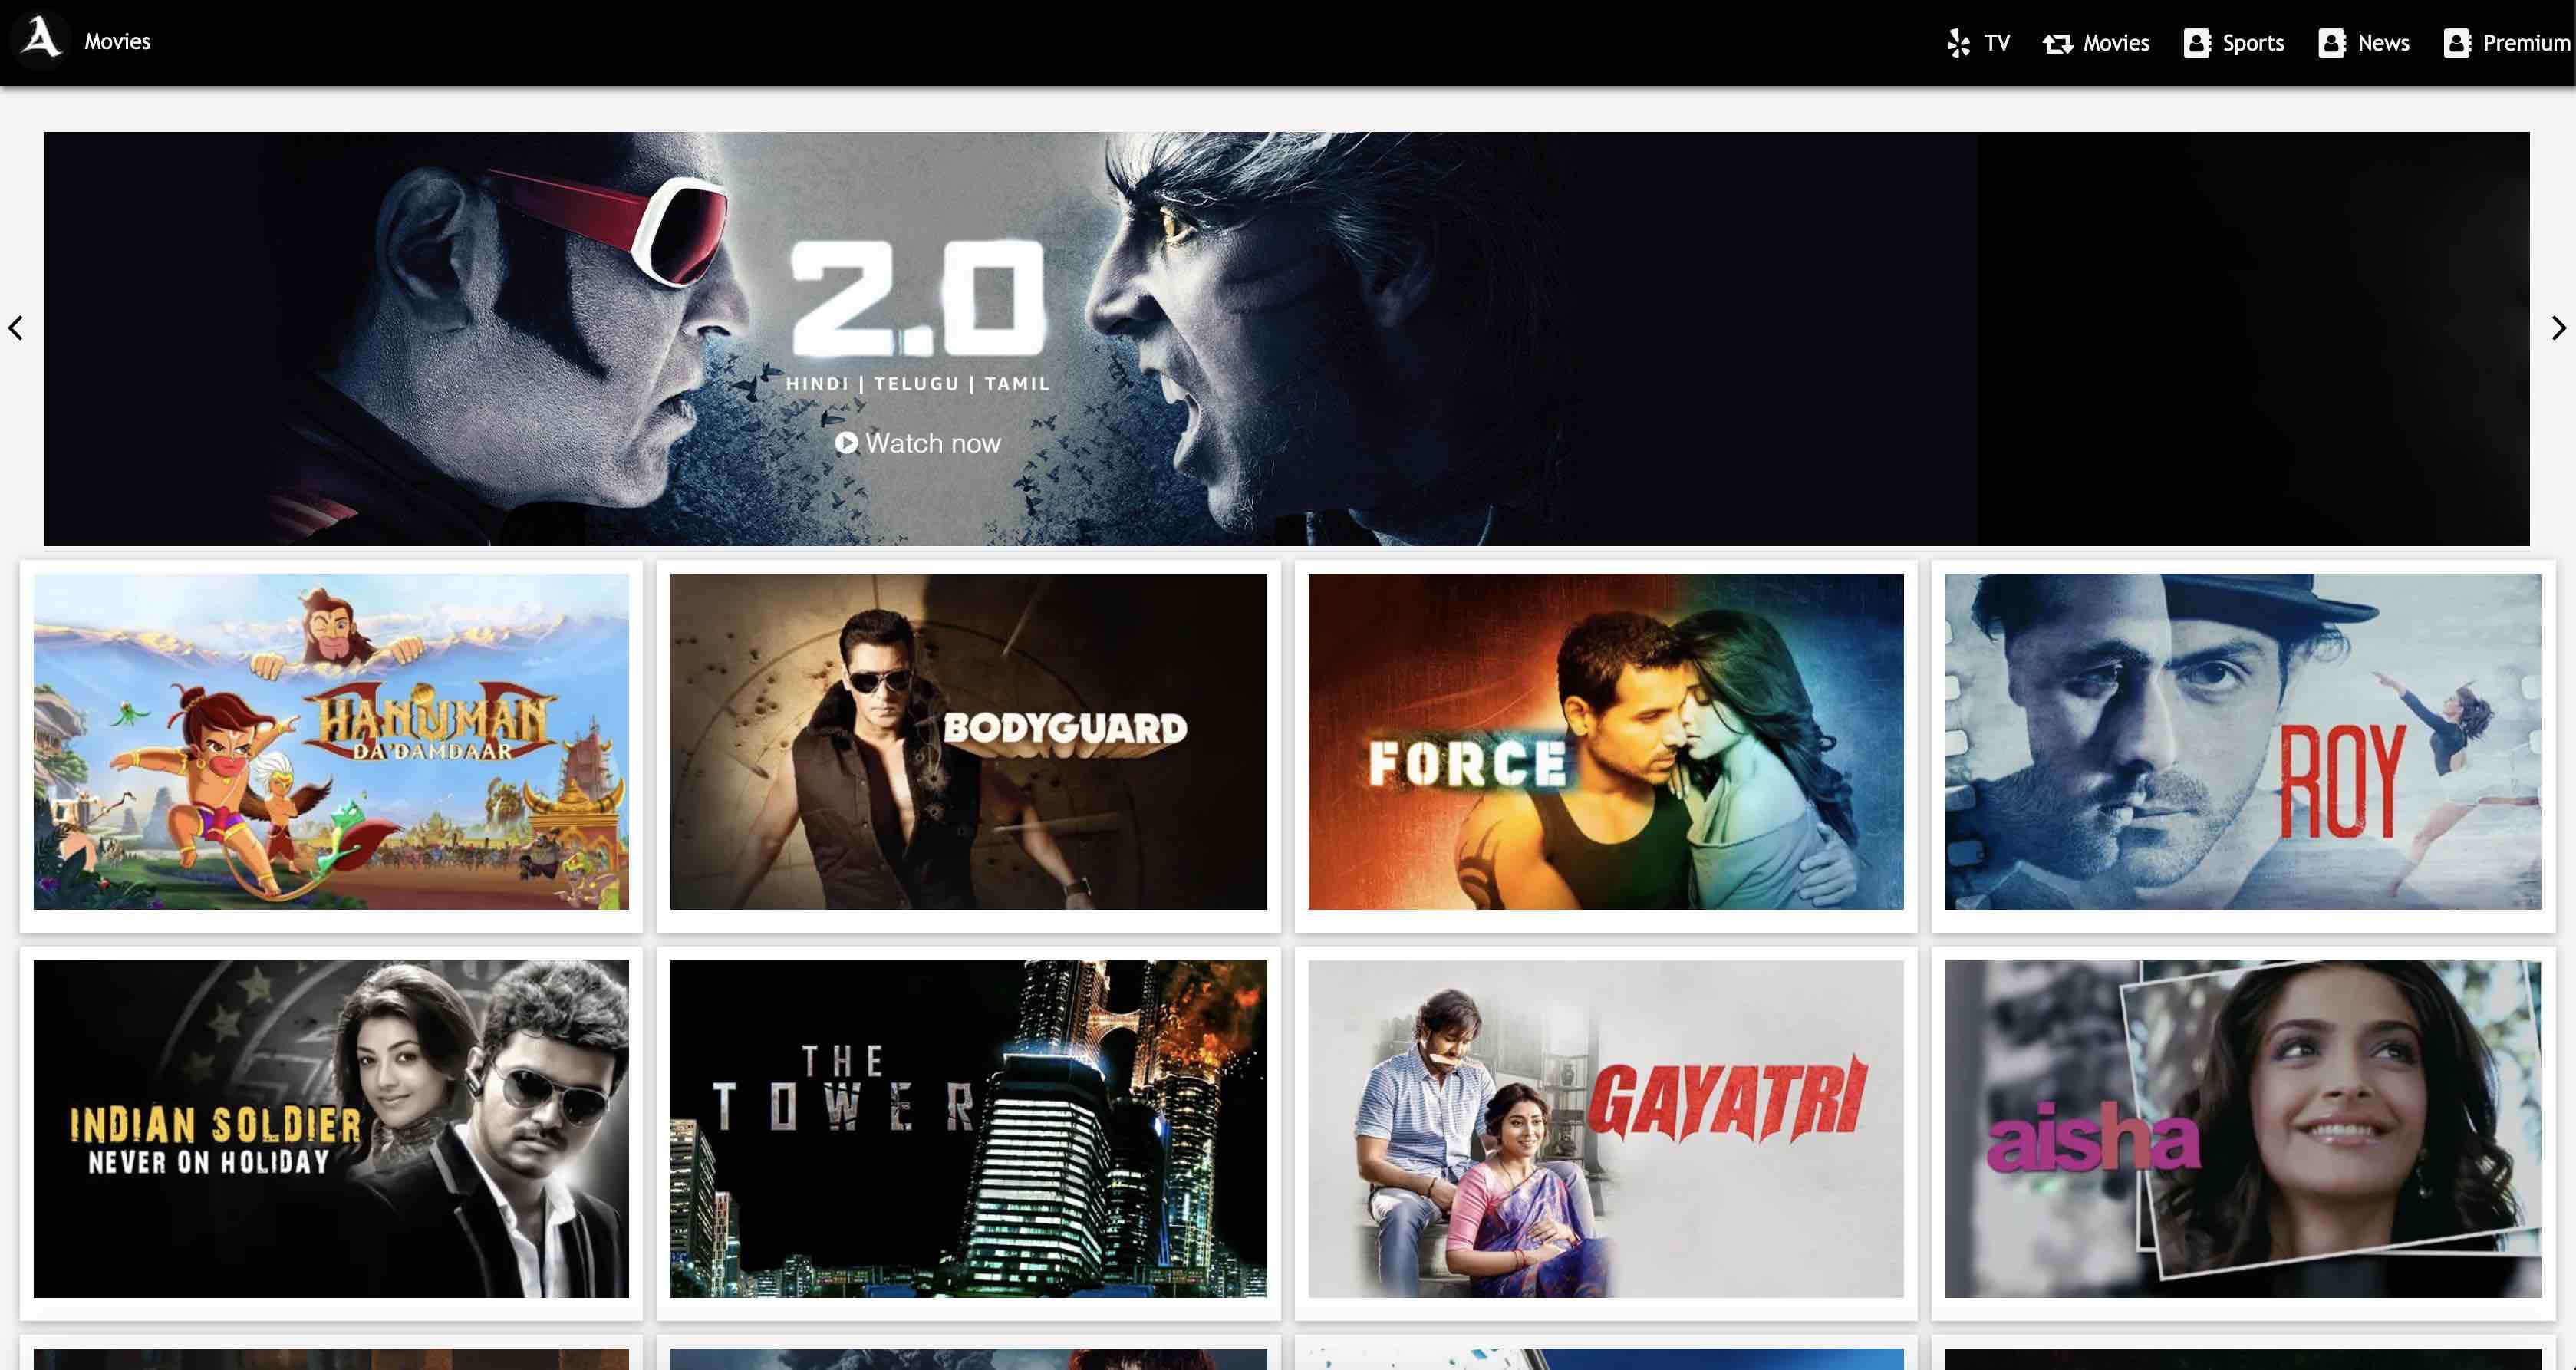 Movies
TV
Movies
Sports
News
Premium
2.0
HINDI | TELUGU | TAMIL
Watch now
HANUMAN
DA'DAMDAAR
BODYGUARD
FORCE
ROY
INDIAN SOLDIER
NEVER ON HOLIDAY
THE
TOWER
GAYATRI
aisha